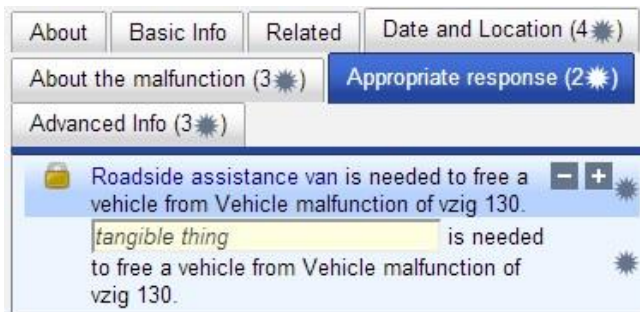 About Basic Info Related Date and Location (4✹)
About the malfunction (3✹) Appropriate response (2✹)
Advanced Info (3✹)
Roadside assistance van is needed to free a
vehicle from Vehicle malfunction of vzig 130.
tangible thing is needed
to free a vehicle from Vehicle malfunction of
vzig 130.